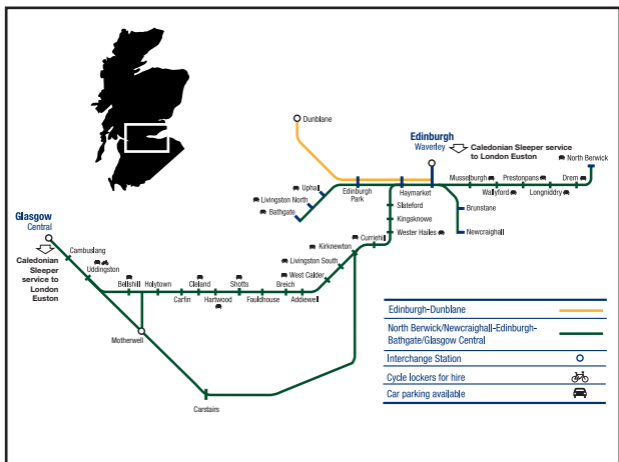 Dunblane
Edinburgh
Waverley
Caledonian Sleeper service
to London Euston
North Berwick
Musselburgh
Prestonpans
Drem
Wallyford
Longniddry
Uphall
Livingston North
Bathgate
Edinburgh
Park
Haymarket
Slateford
Kingsknowe
Wester Hailes
Brunstane
Newcraighall
Curriehill
Kirknewton
Livingston South
West Calder
Glasgow
Central
Caledonian
Sleeper
service to
London
Euston
Cambuslang
Uddingston
Bellshill
Holytown
Cleland
Shotts
Breich
Carfin
Hartwood
Fauldhouse
Addiewell
Motherwell
Carstairs
Edinburgh-Dunblane
North Berwick/Newcraighall-Edinburgh-
Bathgate/Glasgow Central
Interchange Station
Cycle lockers for hire
Car parking available